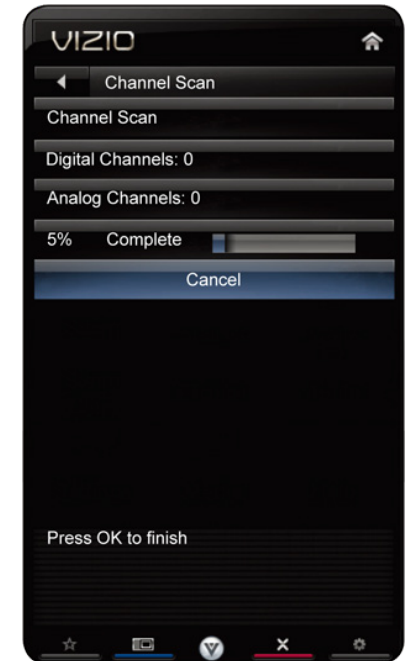 VIZIO
Channel Scan
Channel Scan
Digital Channels: 0
Analog Channels: 0
5% Complete
Cancel
Press OK to finish
V